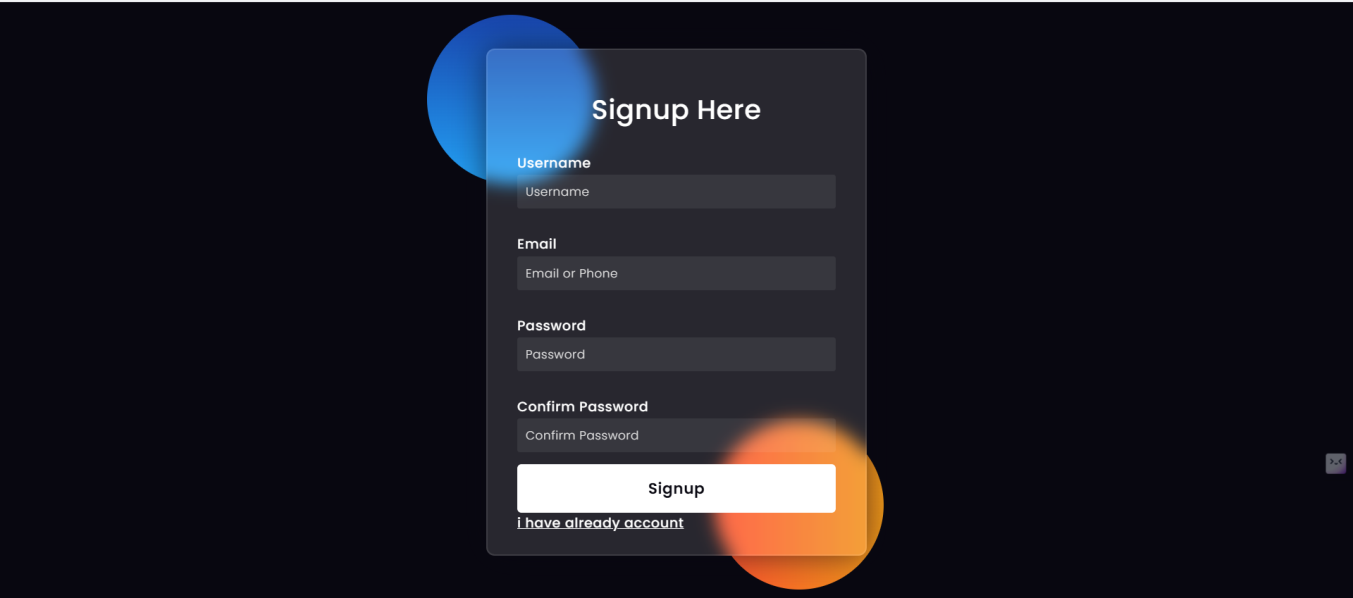 Signup Here
Username
Username
Email
Email or Phone
Password
Password
Confirm Password
Confirm Password
Signup
i have already account